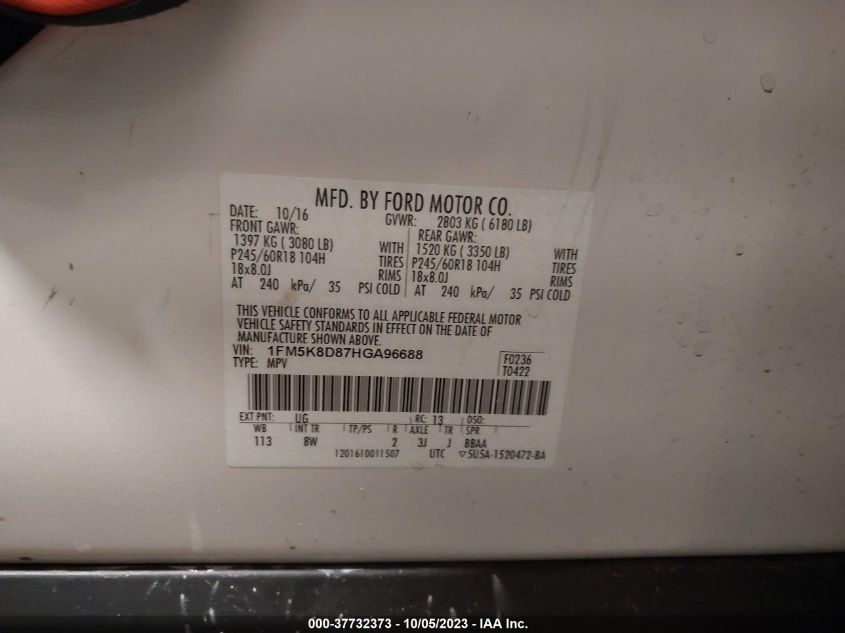 MFD. BY FORD MOTOR CO.
DATE: 10/16 GVWR: 2803 KG ( 6180 LB)
FRONT GAWR: REAR GAWR:
1397 KG ( 3080 LB) WITH 1520 KG ( 3350 LB) WITH
P245/60R18 104H TIRES P245/60R18 104H TIRES
18x8.0J RIMS 18x8.0J RIMS
AT 240 kPa/ 35 PSI COLD AT 240 kPa/ 35 PSI COLD
THIS VEHICLE CONFORMS TO ALL APPLICABLE FEDERAL MOTOR
VEHICLE SAFETY STANDARDS IN EFFECT ON THE DATE OF
MANUFACTURE SHOWN ABOVE.
VIN: 1FM5K8D87HGA96688 F0236
TYPE: MPV T0422
EXT PNT: UG RC: 13 DSO:
WB INT TR TP/PS R AXLE TR SPR
113 BW 2 3J J BBAA
1201610011507 UTC ▽5U5A-1520472-BA
000-37732373 - 10/05/2023 - IAA Inc.